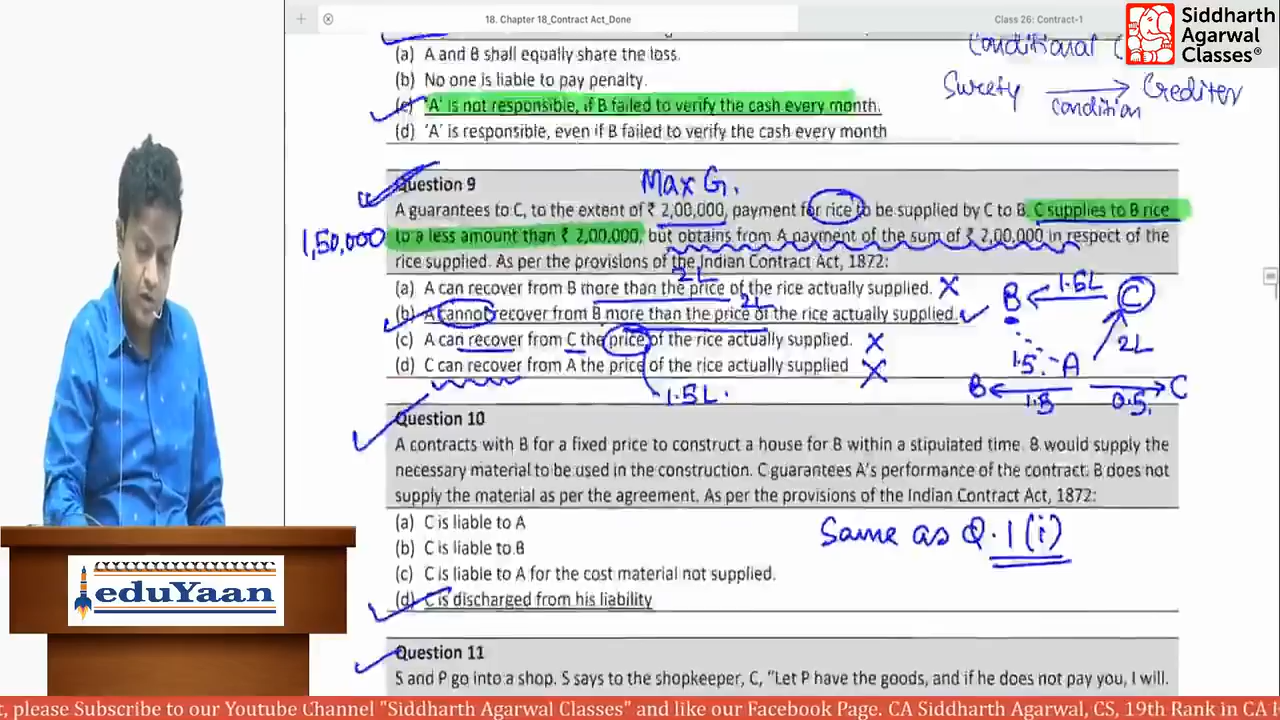 18. Chapter 18_Contract Act_Done
Class 26: Contract-1
Siddharth
Agarwal
Classes®
Conditional
Surety → Crediter
condition
(a) A and B shall equally share the loss.
(b) No one is liable to pay penalty.
(c) 'A' is not responsible, if B failed to verify the cash every month.
(d) 'A' is responsible, even if B failed to verify the cash every month
Question 9
Max G.
A guarantees to C, to the extent of ₹ 2,00,000, payment for rice to be supplied by C to B. C supplies to B rice
1,50,000
to a less amount than ₹ 2,00,000, but obtains from A payment of the sum of ₹ 2,00,000 in respect of the
rice supplied. As per the provisions of the Indian Contract Act, 1872:
2L
(a) A can recover from B more than the price of the rice actually supplied. X
2L
(b) A cannot recover from B more than the price of the rice actually supplied.
(c) A can recover from C the price of the rice actually supplied. X
(d) C can recover from A the price of the rice actually supplied X
1.5L.
B ← 1.5L C
1.5 A 2L
B ← 1.5 0.5 → C
Question 10
A contracts with B for a fixed price to construct a house for B within a stipulated time. B would supply the
necessary material to be used in the construction. C guarantees A's performance of the contract. B does not
supply the material as per the agreement. As per the provisions of the Indian Contract Act, 1872:
(a) C is liable to A
(b) C is liable to B
(c) C is liable to A for the cost material not supplied.
(d) C is discharged from his liability
Same as Q.1(i)
Question 11
S and P go into a shop. S says to the shopkeeper, C, "Let P have the goods, and if he does not pay you, I will.
eduYaan
t, please Subscribe to our Youtube Channel "Siddharth Agarwal Classes" and like our Facebook Page. CA Siddharth Agarwal, CS, 19th Rank in CA